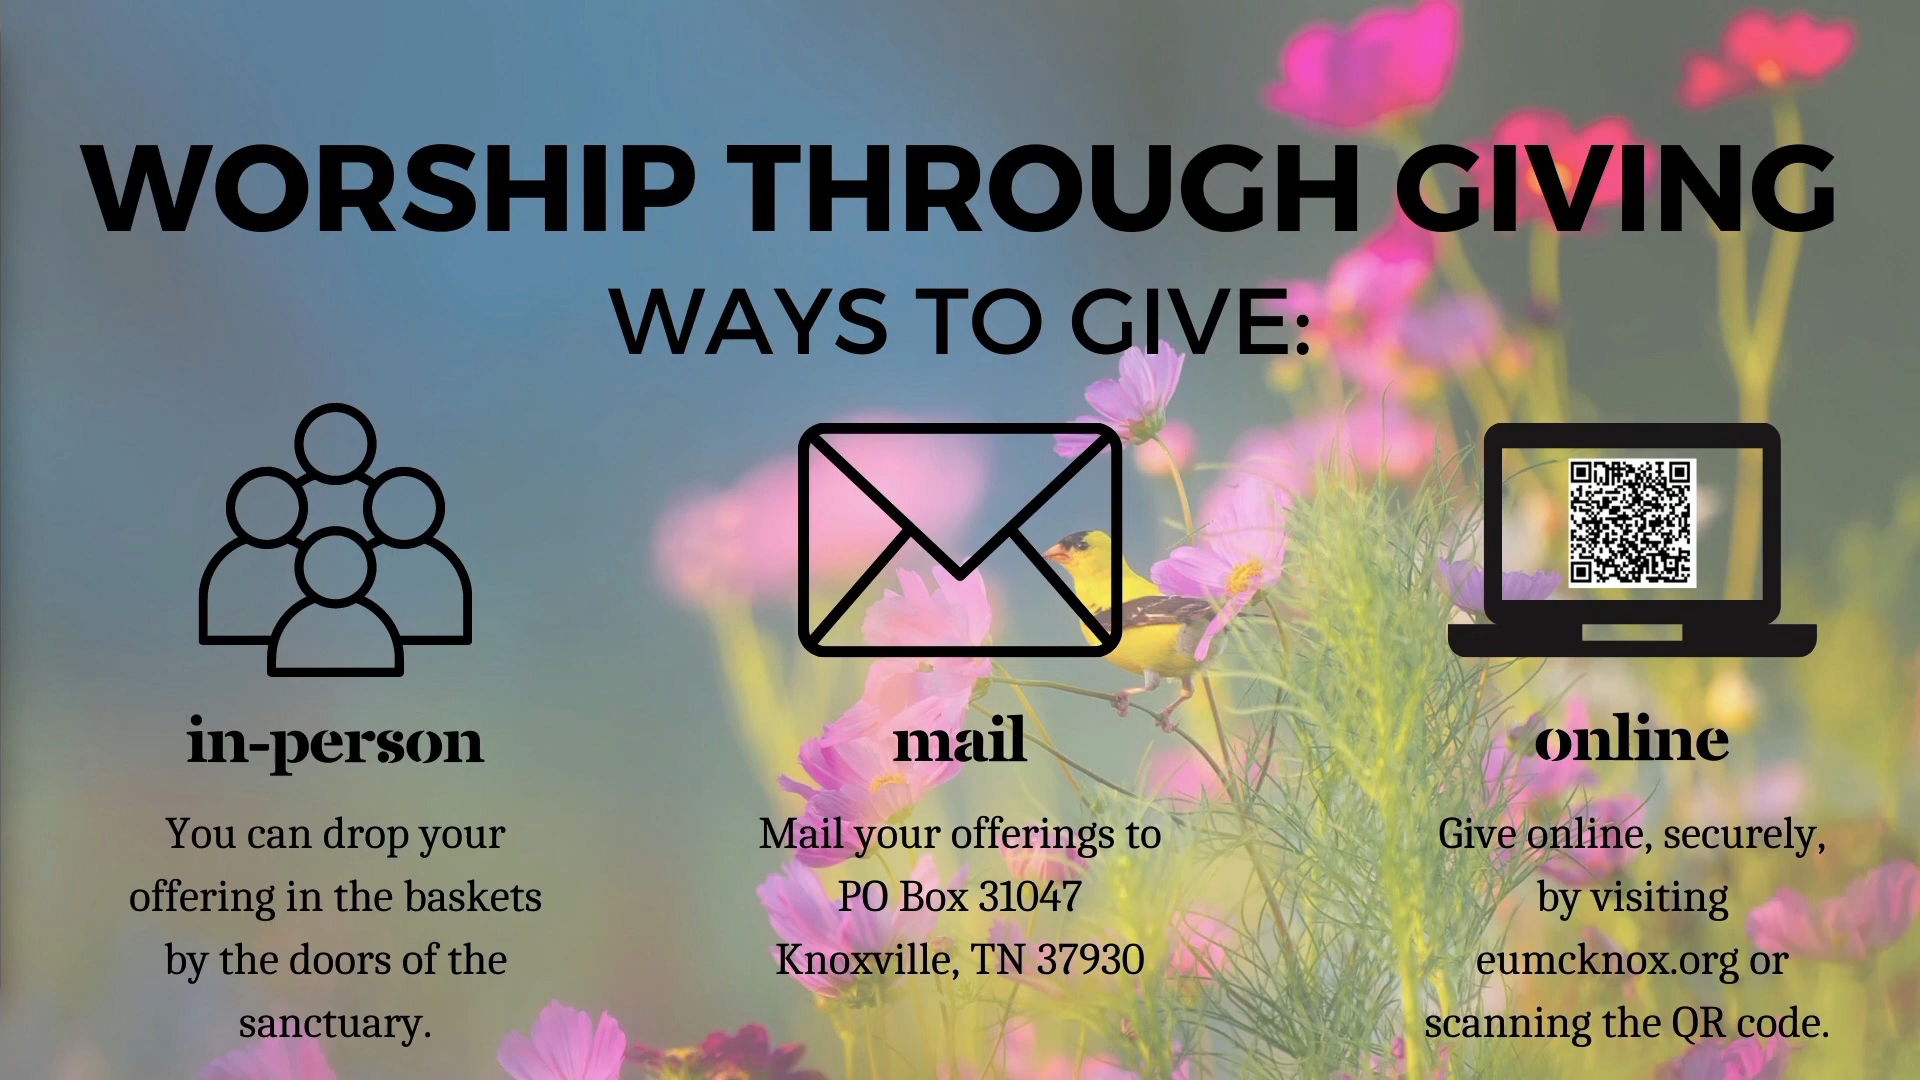 WORSHIP THROUGH GIVING
WAYS TO GIVE:
in-person
You can drop your
offering in the baskets
by the doors of the
sanctuary.
mail
Mail your offerings to
PO Box 31047
Knoxville, TN 37930
online
Give online, securely,
by visiting
eumcknox.org or
scanning the QR code.